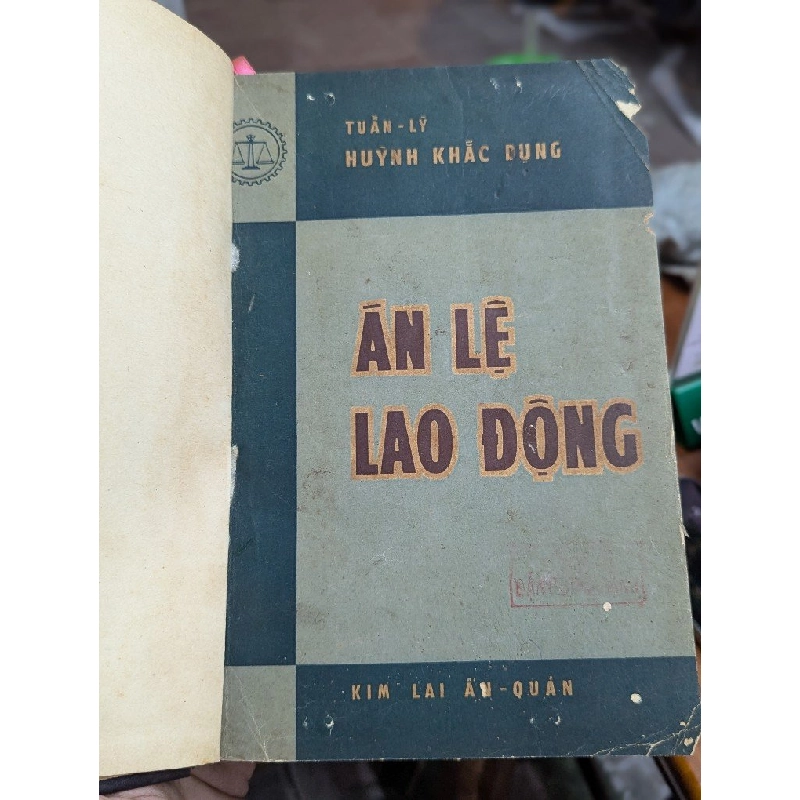 TUẦN-LÝ
HUỲNH KHẮC DỤNG
ÁN LỆ
LAO ĐỘNG
KIM LAI ẤN-QUÁN